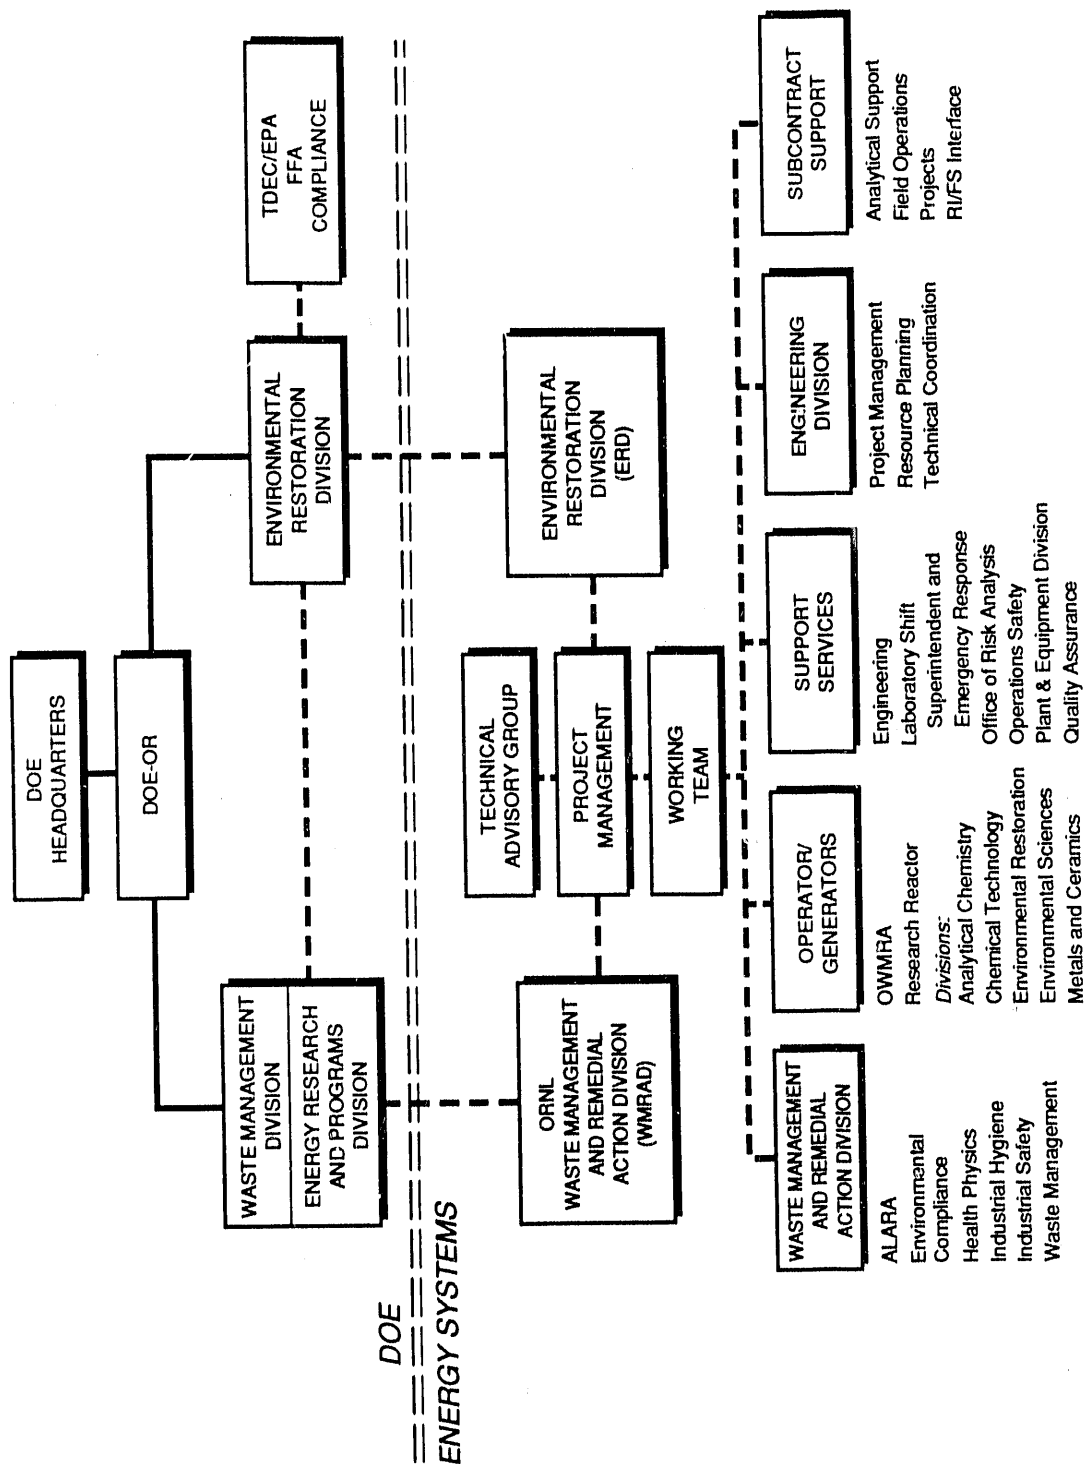 DOE
HEADQUARTERS
DOE-OR
WASTE MANAGEMENT
DIVISION
ENERGY RESEARCH
AND PROGRAMS
DIVISION
ENVIRONMENTAL
RESTORATION
DIVISION
TDEC/EPA
FFA
COMPLIANCE
DOE
ENERGY SYSTEMS
TECHNICAL
ADVISORY GROUP
ORNL
WASTE MANAGEMENT
AND REMEDIAL
ACTION DIVISION
(WMRAD)
PROJECT
MANAGEMENT
ENVIRONMENTAL
RESTORATION
DIVISION
(ERD)
WORKING
TEAM
WASTE MANAGEMENT
AND REMEDIAL
ACTION DIVISION
ALARA
Environmental
Compliance
Health Physics
Industrial Hygiene
Industrial Safety
Waste Management
OPERATOR/
GENERATORS
OWMRA
Research Reactor
Divisions:
Analytical Chemistry
Chemical Technology
Environmental Restoration
Environmental Sciences
Metals and Ceramics
SUPPORT
SERVICES
Engineering
Laboratory Shift
Superintendent and
Emergency Response
Office of Risk Analysis
Operations Safety
Plant & Equipment Division
Quality Assurance
ENGINEERING
DIVISION
Project Management
Resource Planning
Technical Coordination
SUBCONTRACT
SUPPORT
Analytical Support
Field Operations
Projects
RI/FS Interface